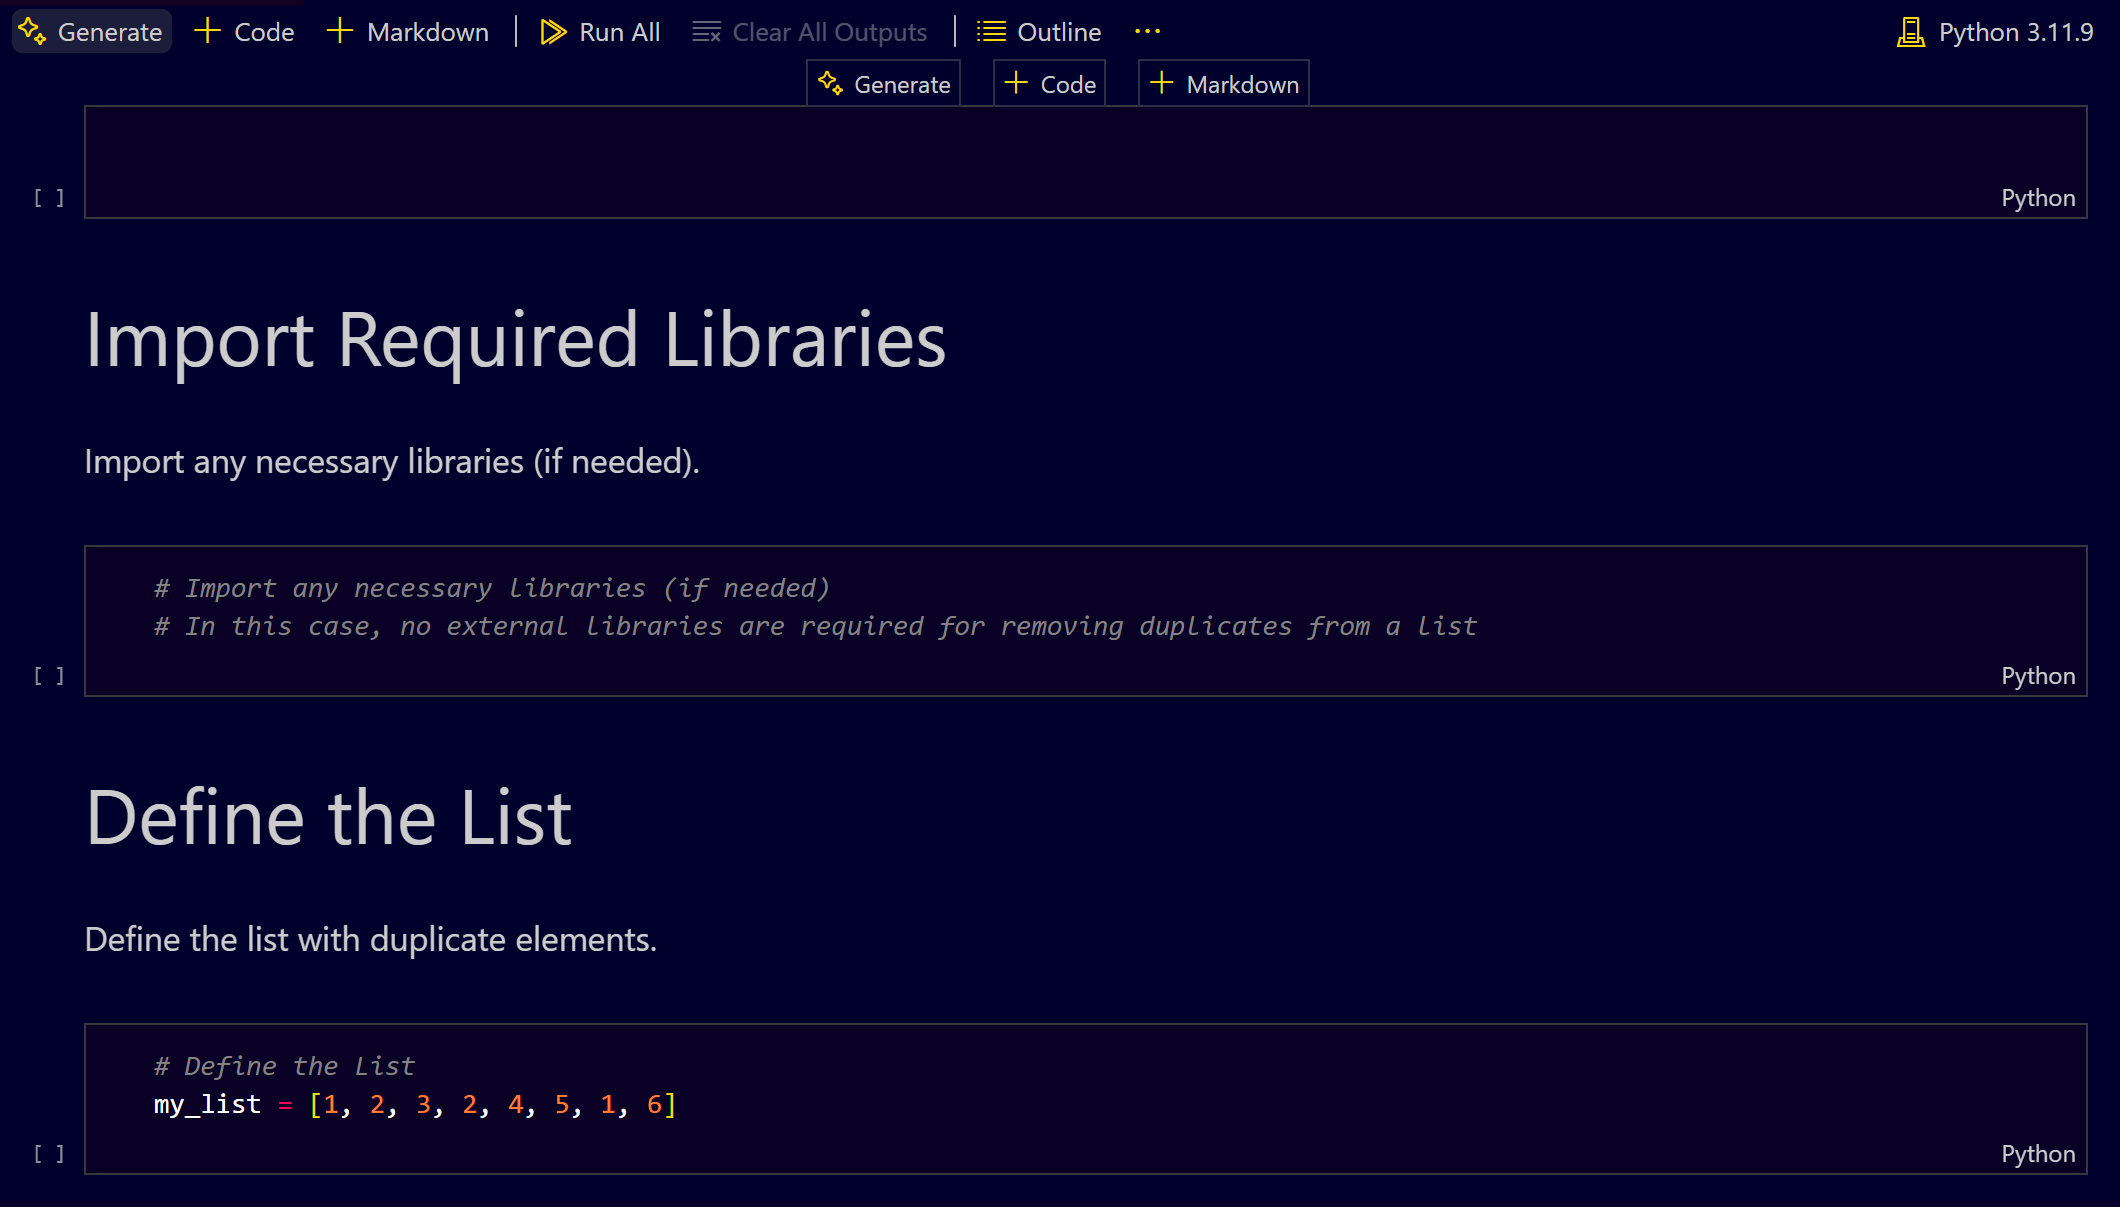 Generate Code Markdown Run All Clear All Outputs Outline ... Python 3.11.9
Generate Code Markdown
[ ] Python
Import Required Libraries
Import any necessary libraries (if needed).
# Import any necessary libraries (if needed)
# In this case, no external libraries are required for removing duplicates from a list
[ ] Python
Define the List
Define the list with duplicate elements.
# Define the List
my_list = [1, 2, 3, 2, 4, 5, 1, 6]
[ ] Python